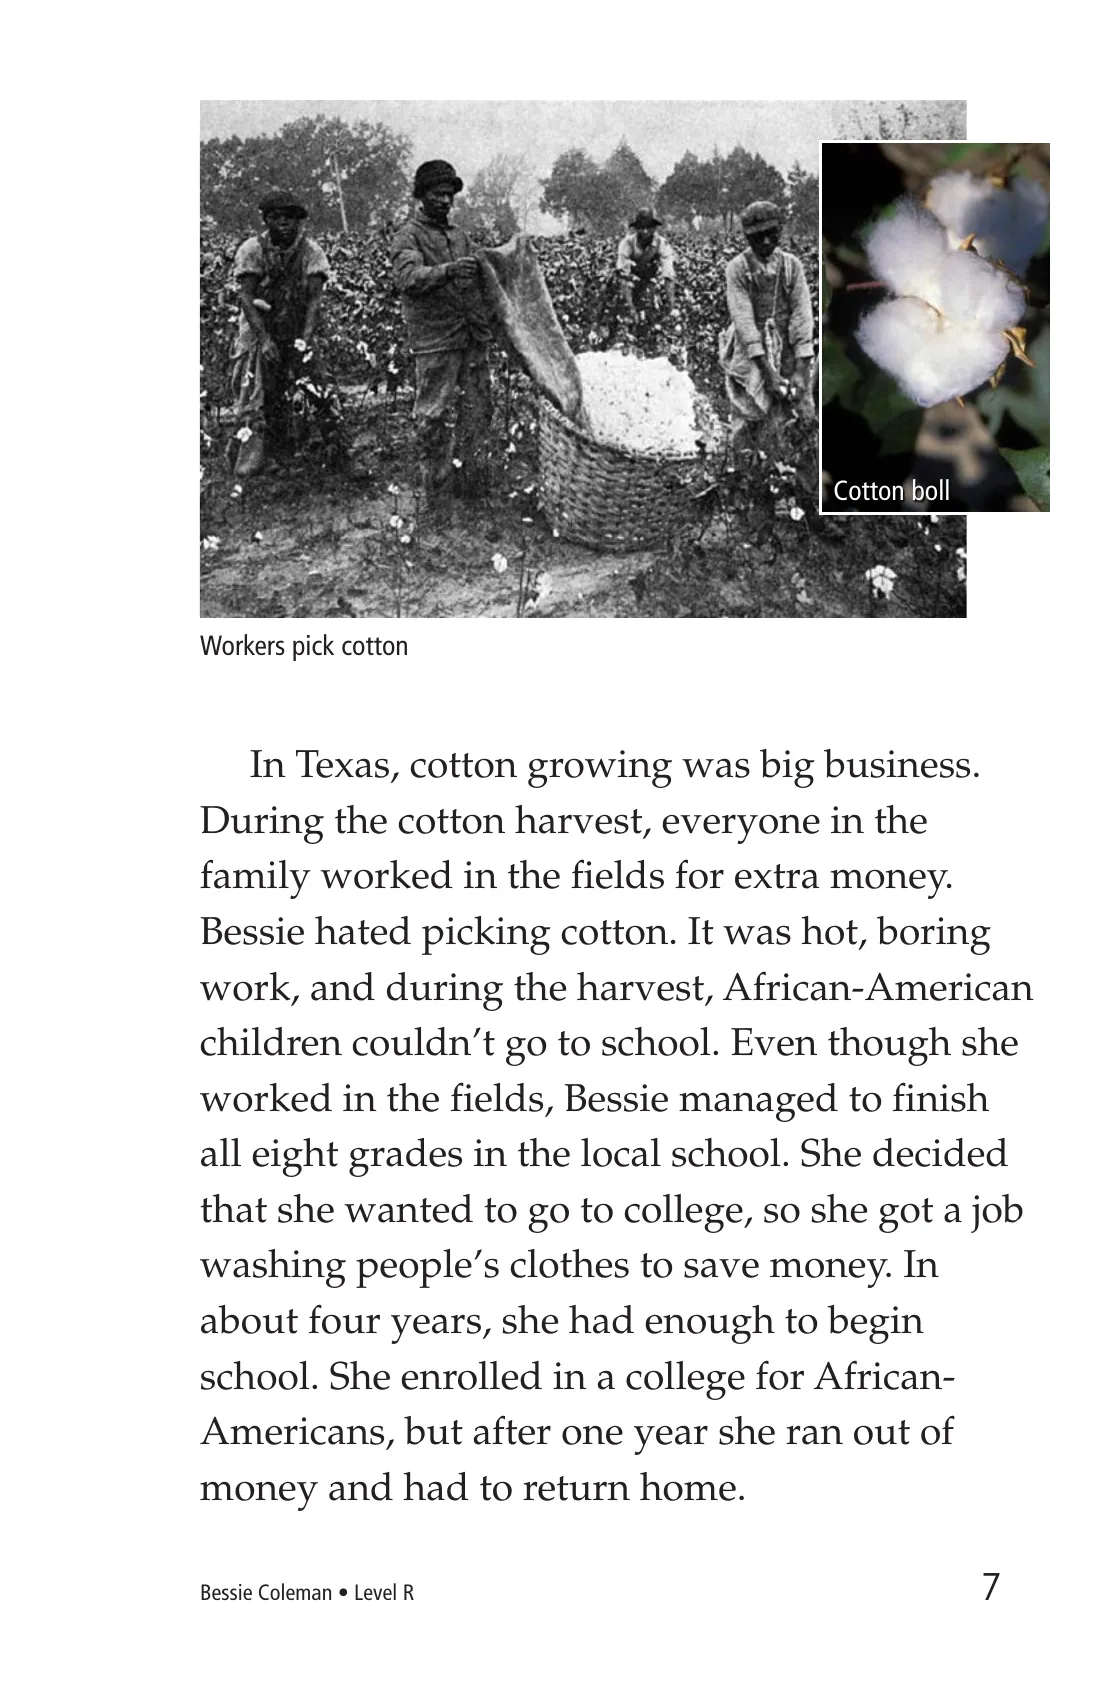 Cotton boll
Workers pick cotton
In Texas, cotton growing was big business.
During the cotton harvest, everyone in the
family worked in the fields for extra money.
Bessie hated picking cotton. It was hot, boring
work, and during the harvest, African-American
children couldn’t go to school. Even though she
worked in the fields, Bessie managed to finish
all eight grades in the local school. She decided
that she wanted to go to college, so she got a job
washing people’s clothes to save money. In
about four years, she had enough to begin
school. She enrolled in a college for African-
Americans, but after one year she ran out of
money and had to return home.
Bessie Coleman • Level R
7